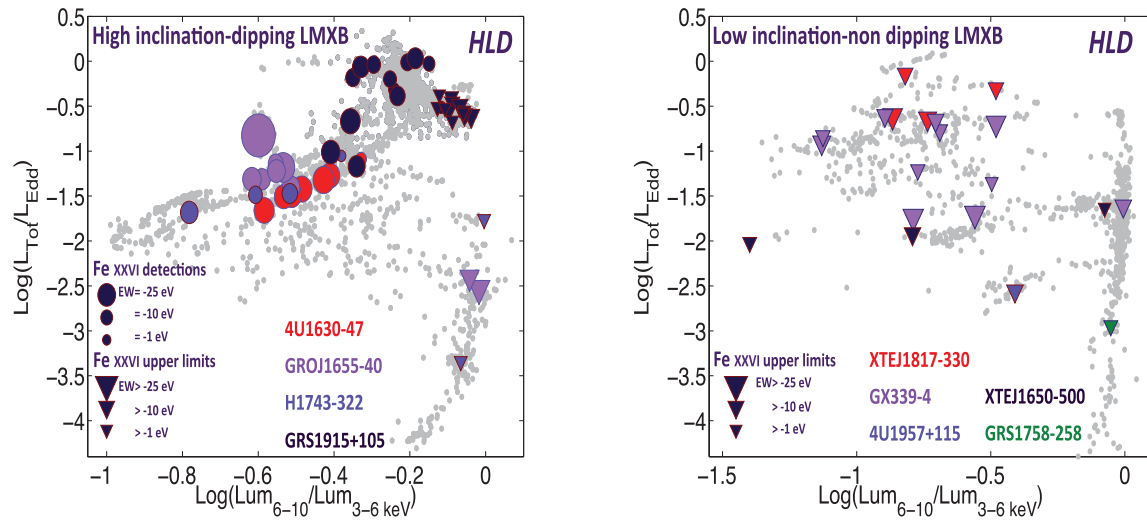 High inclination-dipping LMXB
HLD
0.5
0
−0.5
−1
−1.5
−2
−2.5
−3
−3.5
−4
Log(L_Tot/L_Edd)
Fe XXVI detections
EW= -25 eV
= -10 eV
= -1 eV
Fe XXVI upper limits
EW> -25 eV
> -10 eV
> -1 eV
4U1630-47
GROJ1655-40
H1743-322
GRS1915+105
−1
−0.8
−0.6
−0.4
−0.2
0
Log(Lum_6−10/Lum_3−6 keV)
Low inclination-non dipping LMXB
HLD
0.5
0
−0.5
−1
−1.5
−2
−2.5
−3
−3.5
−4
Log(L_Tot/L_Edd)
Fe XXVI upper limits
EW> -25 eV
> -10 eV
> -1 eV
XTEJ1817-330
GX339-4
XTEJ1650-500
4U1957+115
GRS1758-258
−1.5
−1
−0.5
0
Log(Lum_6−10/Lum_3−6 keV)